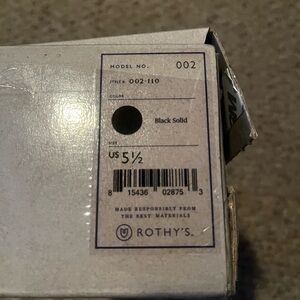 MODEL NO. 002
STYLE# 002-110
COLOR
Black Solid
SIZE
US 5½
8 15436 02875 3
MADE RESPONSIBLY FROM
THE BEST MATERIALS
ROTHY'S